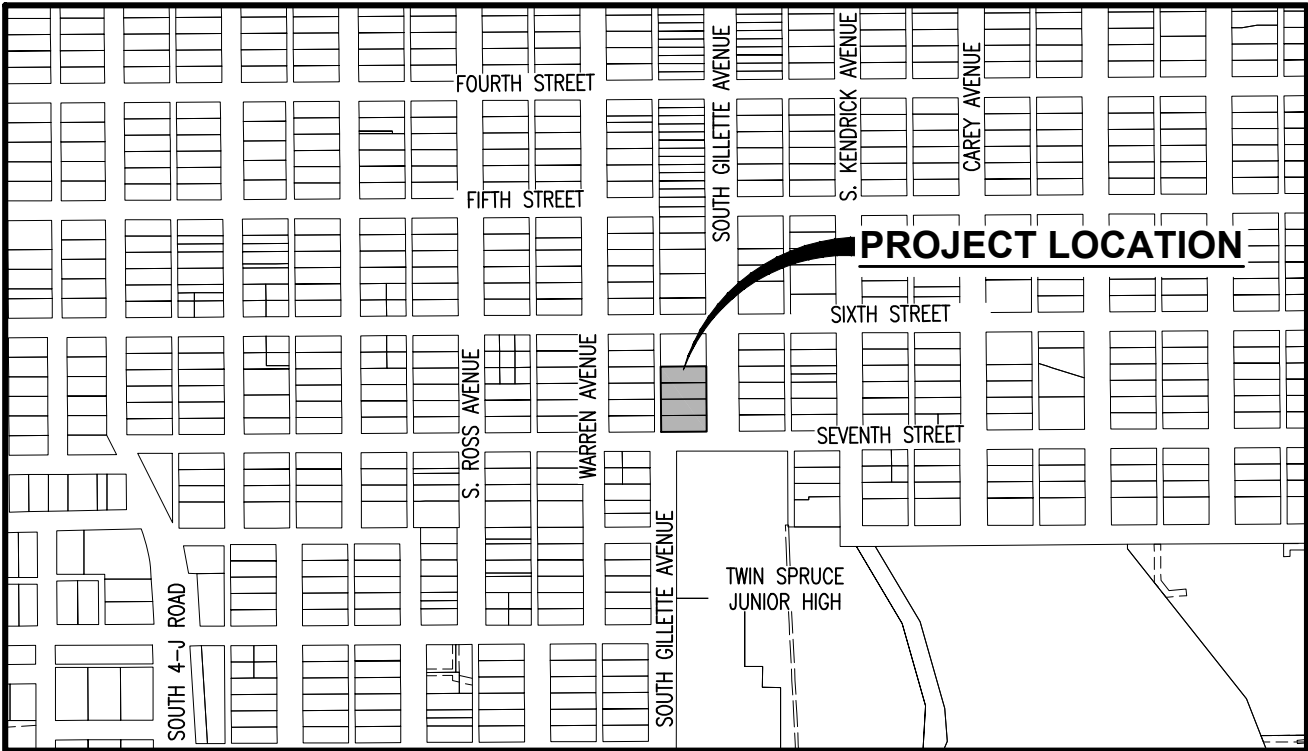 FOURTH STREET
SOUTH GILLETTE AVENUE
S. KENDRICK AVENUE
CAREY AVENUE
FIFTH STREET
PROJECT LOCATION
SIXTH STREET
S. ROSS AVENUE
WARREN AVENUE
SEVENTH STREET
SOUTH GILLETTE AVENUE
TWIN SPRUCE
JUNIOR HIGH
SOUTH 4-J ROAD